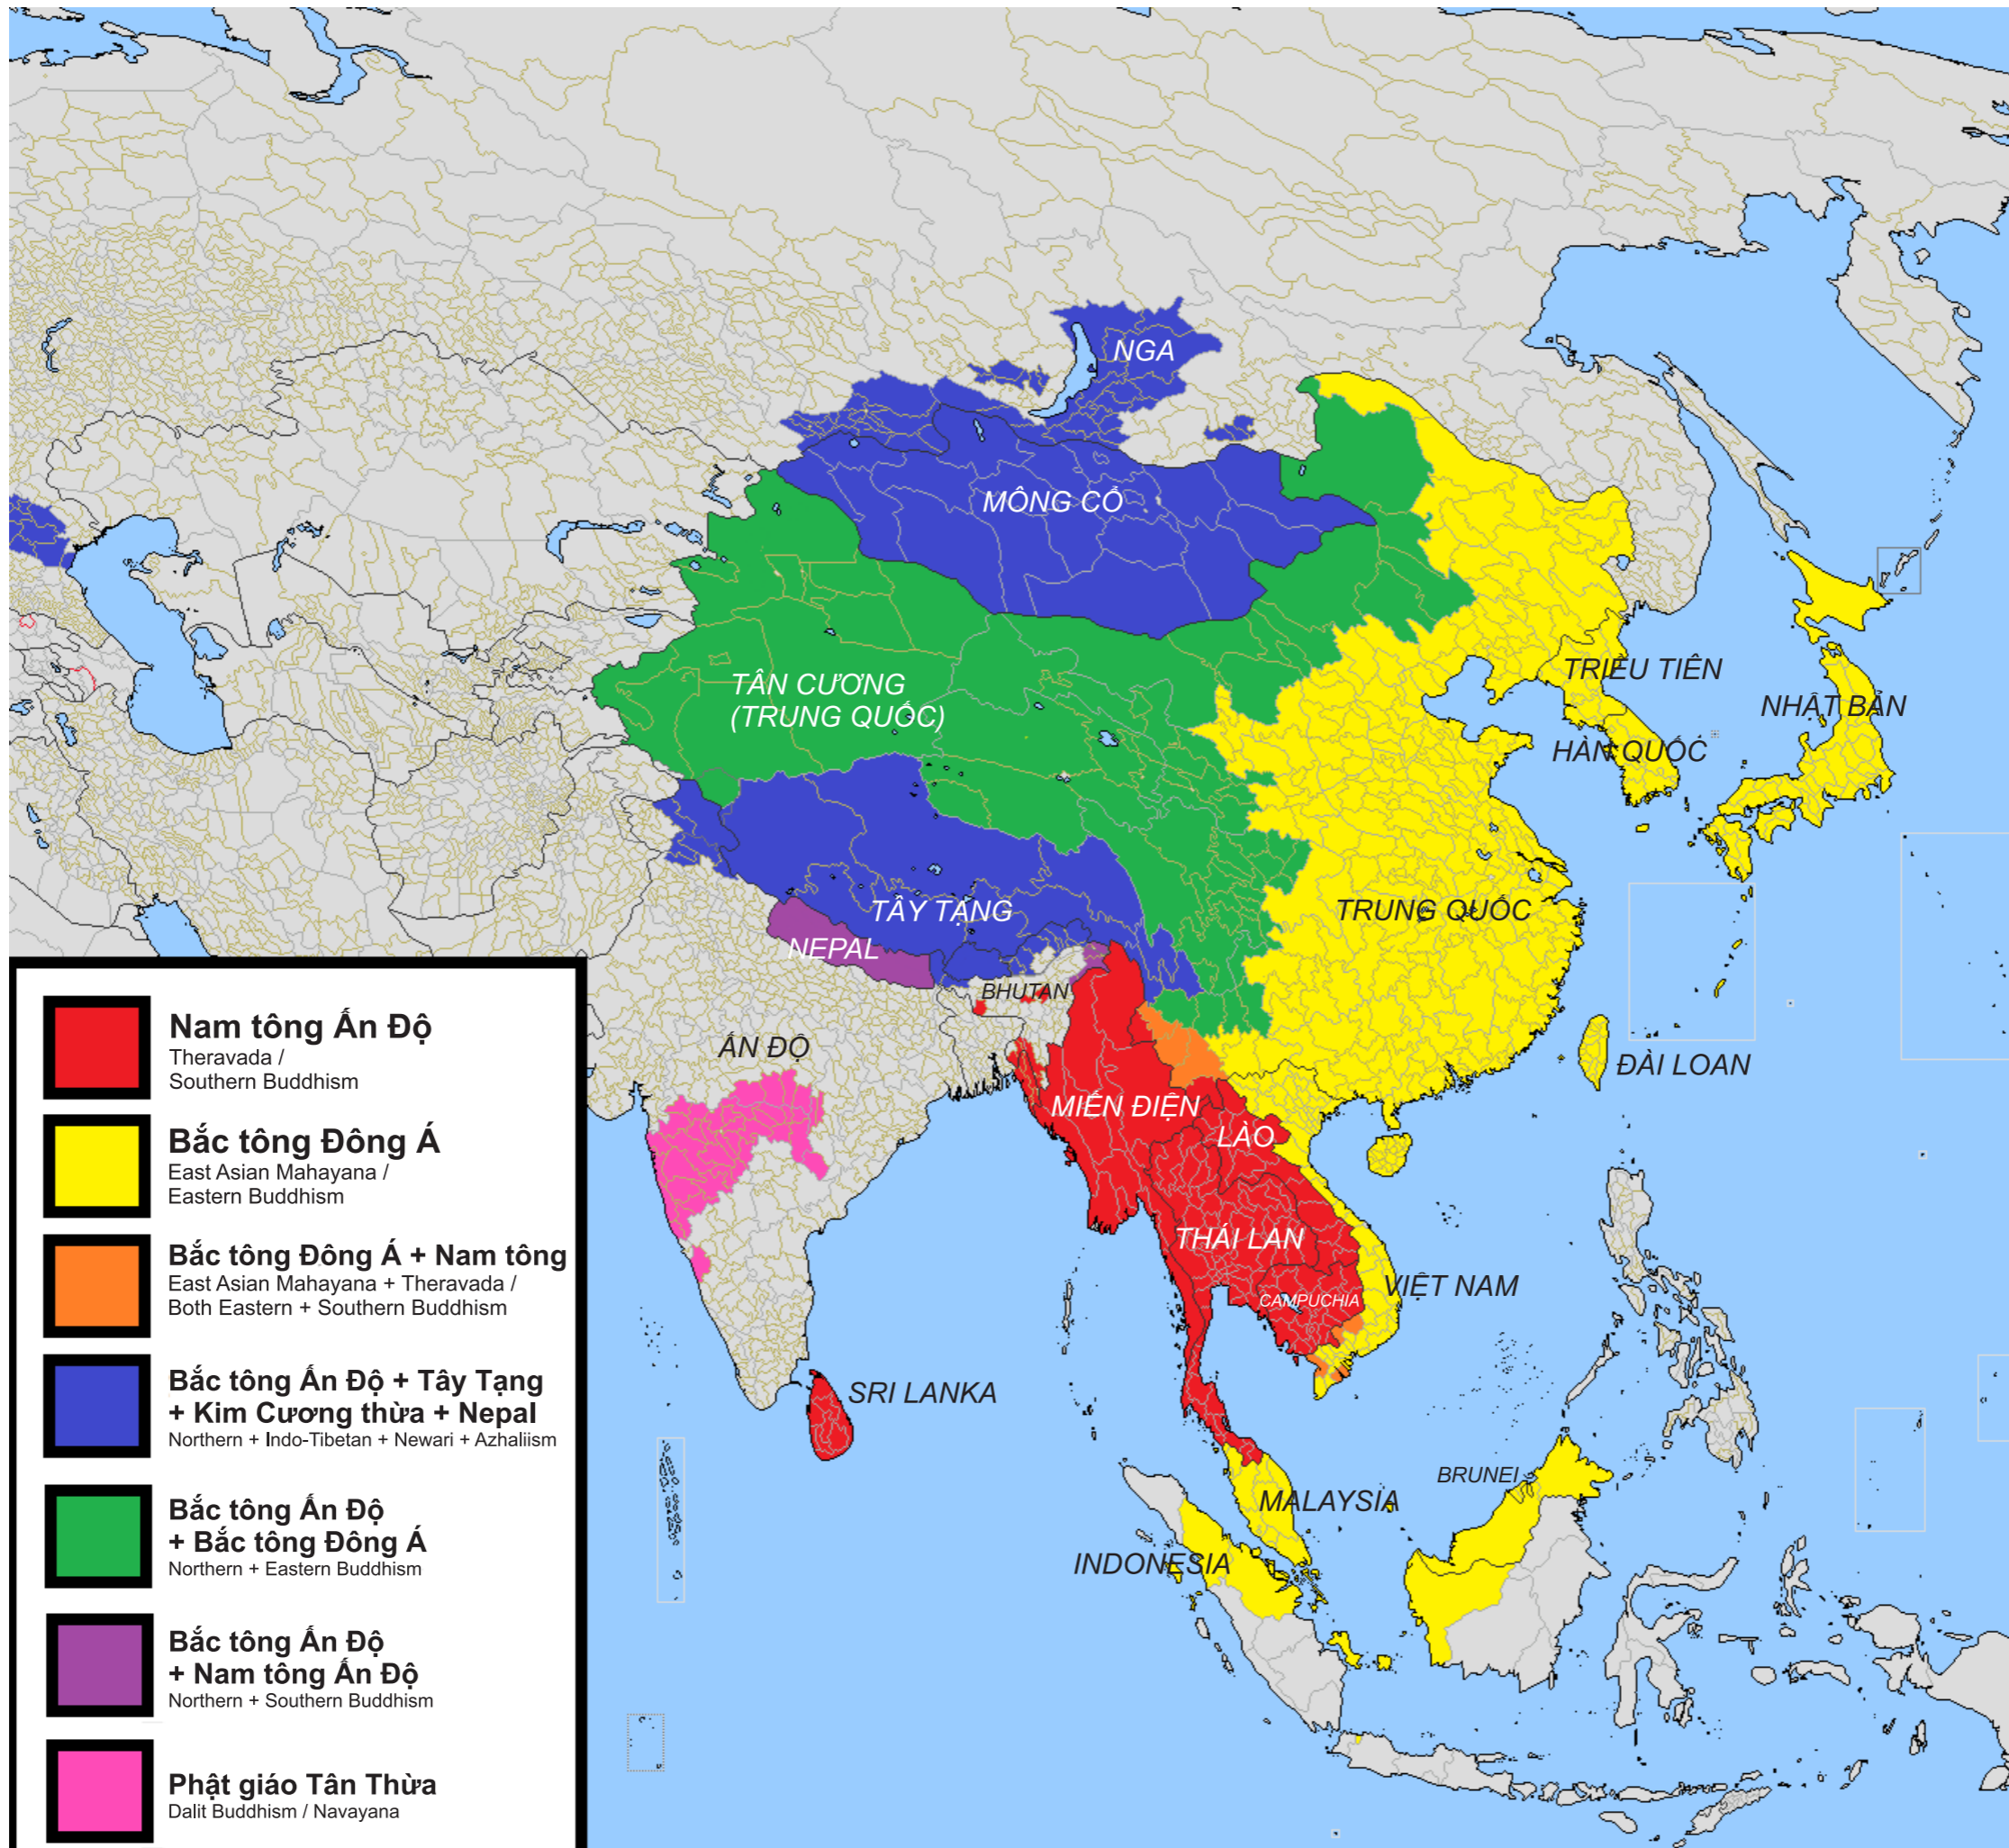 NGA
MÔNG CỔ
TÂN CƯƠNG
(TRUNG QUỐC)
TRIỀU TIÊN
NHẬT BẢN
HÀN QUỐC
TÂY TẠNG
TRUNG QUỐC
NEPAL
BHUTAN
ẤN ĐỘ
ĐÀI LOAN
MIẾN ĐIỆN
LÀO
THÁI LAN
VIỆT NAM
CAMPUCHIA
SRI LANKA
BRUNEI
MALAYSIA
INDONESIA
Nam tông Ấn Độ
Theravada /
Southern Buddhism
Bắc tông Đông Á
East Asian Mahayana /
Eastern Buddhism
Bắc tông Đông Á + Nam tông
East Asian Mahayana + Theravada /
Both Eastern + Southern Buddhism
Bắc tông Ấn Độ + Tây Tạng
+ Kim Cương thừa + Nepal
Northern + Indo-Tibetan + Newari + Azhaliism
Bắc tông Ấn Độ
+ Bắc tông Đông Á
Northern + Eastern Buddhism
Bắc tông Ấn Độ
+ Nam tông Ấn Độ
Northern + Southern Buddhism
Phật giáo Tân Thừa
Dalit Buddhism / Navayana